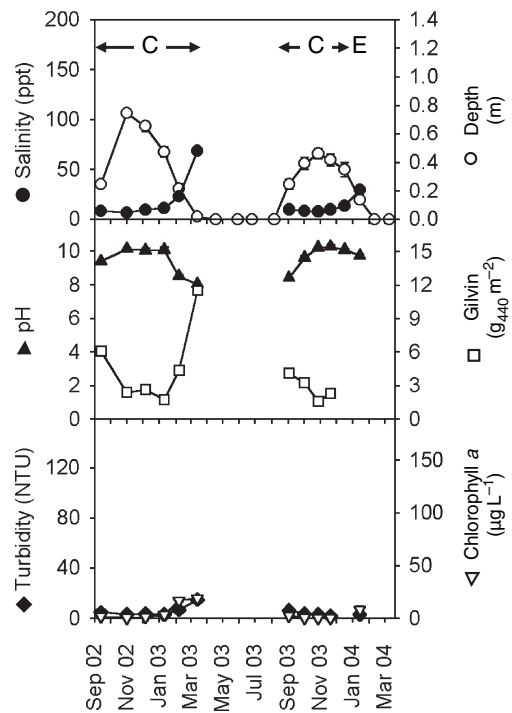 200
150
100
50
0
Salinity (ppt)
C
C
E
1.4
1.2
1.0
0.8
0.6
0.4
0.2
0.0
Depth
(m)
10
8
6
4
2
0
pH
15
12
9
6
3
0
Gilvin
(g440 m−2)
120
80
40
0
Turbidity (NTU)
150
100
50
0
Chlorophyll a
(µg L−1)
Sep 02
Nov 02
Jan 03
Mar 03
May 03
Jul 03
Sep 03
Nov 03
Jan 04
Mar 04